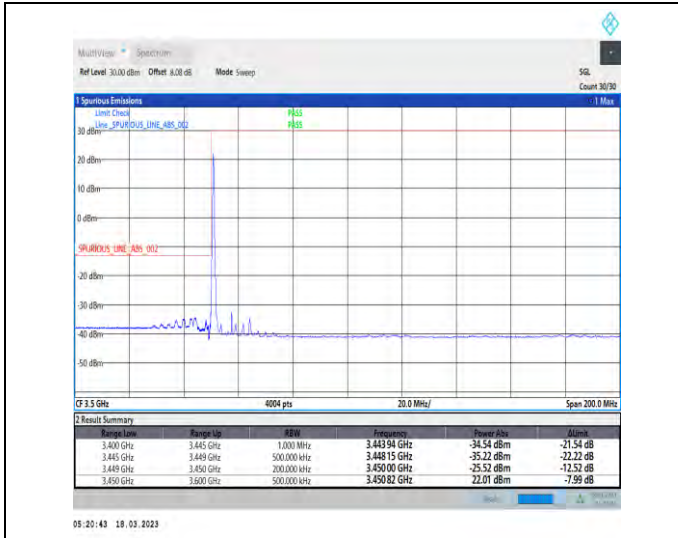 MultiView Spectrum
Ref Level 30.00 dBm Offset 8.08 dB Mode Sweep SGL
Count 30/30
1 Spurious Emissions 1 Max
Limit Check PASS
Line _SPURIOUS_LINE_ABS_002 PASS
30 dBm
20 dBm
10 dBm
0 dBm
SPURIOUS_LINE_ABS_002
-20 dBm
-30 dBm
-40 dBm
-50 dBm
CF 3.5 GHz 4004 pts 20.0 MHz/ Span 200.0 MHz
2 Result Summary
Range Low Range Up RBW Frequency Power Abs ΔLimit
3.400 GHz 3.445 GHz 1.000 MHz 3.443 94 GHz -34.54 dBm -21.54 dB
3.445 GHz 3.449 GHz 500.000 kHz 3.448 15 GHz -35.22 dBm -22.22 dB
3.449 GHz 3.450 GHz 200.000 kHz 3.450 00 GHz -25.52 dBm -12.52 dB
3.450 GHz 3.600 GHz 500.000 kHz 3.450 82 GHz 22.01 dBm -7.99 dB
05:20:43 18.03.2023